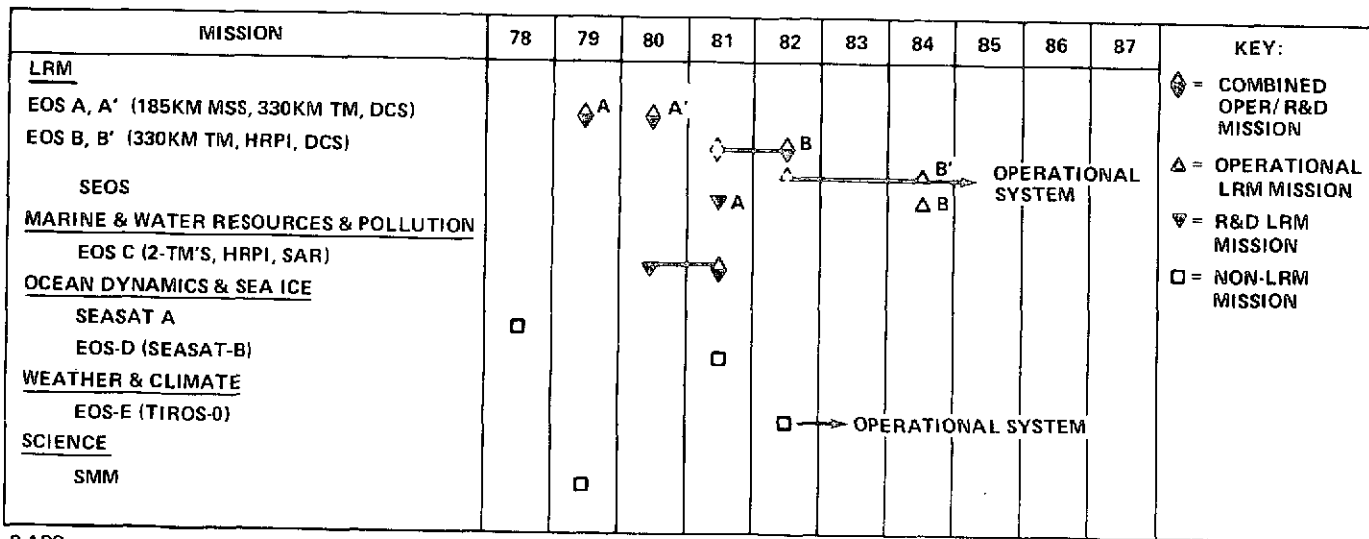 MISSION 78 79 80 81 82 83 84 85 86 87 KEY:
LRM
EOS A, A' (185KM MSS, 330KM TM, DCS) A A'
EOS B, B' (330KM TM, HRPI, DCS) B
B' OPERATIONAL SYSTEM
SEOS A B
MARINE & WATER RESOURCES & POLLUTION
EOS C (2-TM'S, HRPI, SAR)
OCEAN DYNAMICS & SEA ICE
SEASAT A
EOS-D (SEASAT-B)
WEATHER & CLIMATE
EOS-E (TIROS-0) OPERATIONAL SYSTEM
SCIENCE
SMM
= COMBINED
OPER/R&D
MISSION
= OPERATIONAL
LRM MISSION
= R&D LRM
MISSION
= NON-LRM
MISSION